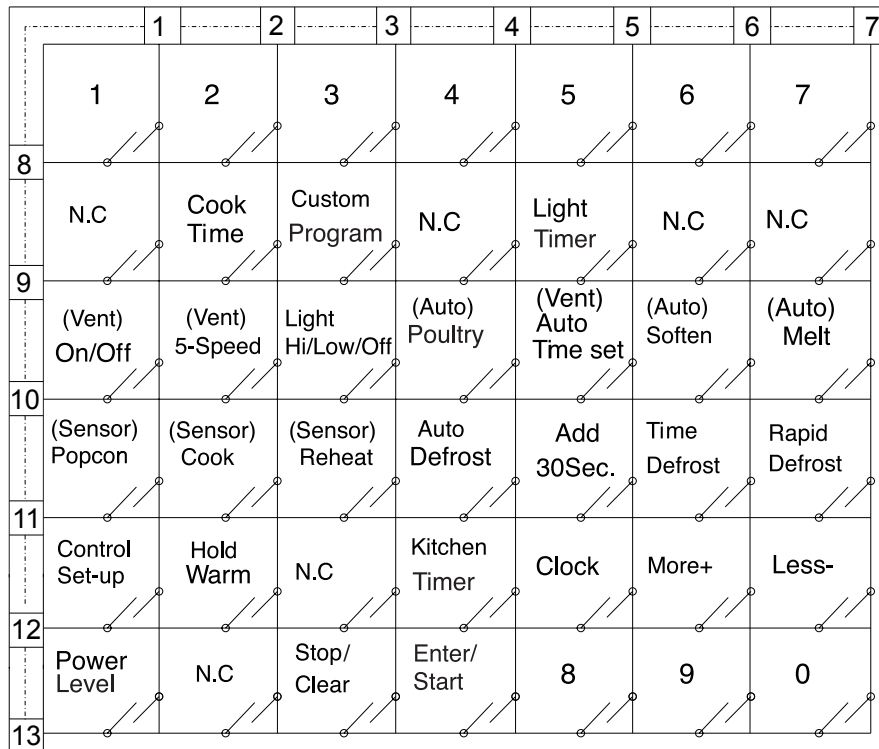 1 2 3 4 5 6 7
1 2 3 4 5 6 7
8
N.C Cook Time Custom Program N.C Light Timer N.C N.C
9
(Vent) On/Off (Vent) 5-Speed Light Hi/Low/Off (Auto) Poultry (Vent) Auto Time set (Auto) Soften (Auto) Melt
10
(Sensor) Popcon (Sensor) Cook (Sensor) Reheat Auto Defrost Add 30Sec. Time Defrost Rapid Defrost
11
Control Set-up Hold Warm N.C Kitchen Timer Clock More+ Less-
12
Power Level N.C Stop/ Clear Enter/ Start 8 9 0
13